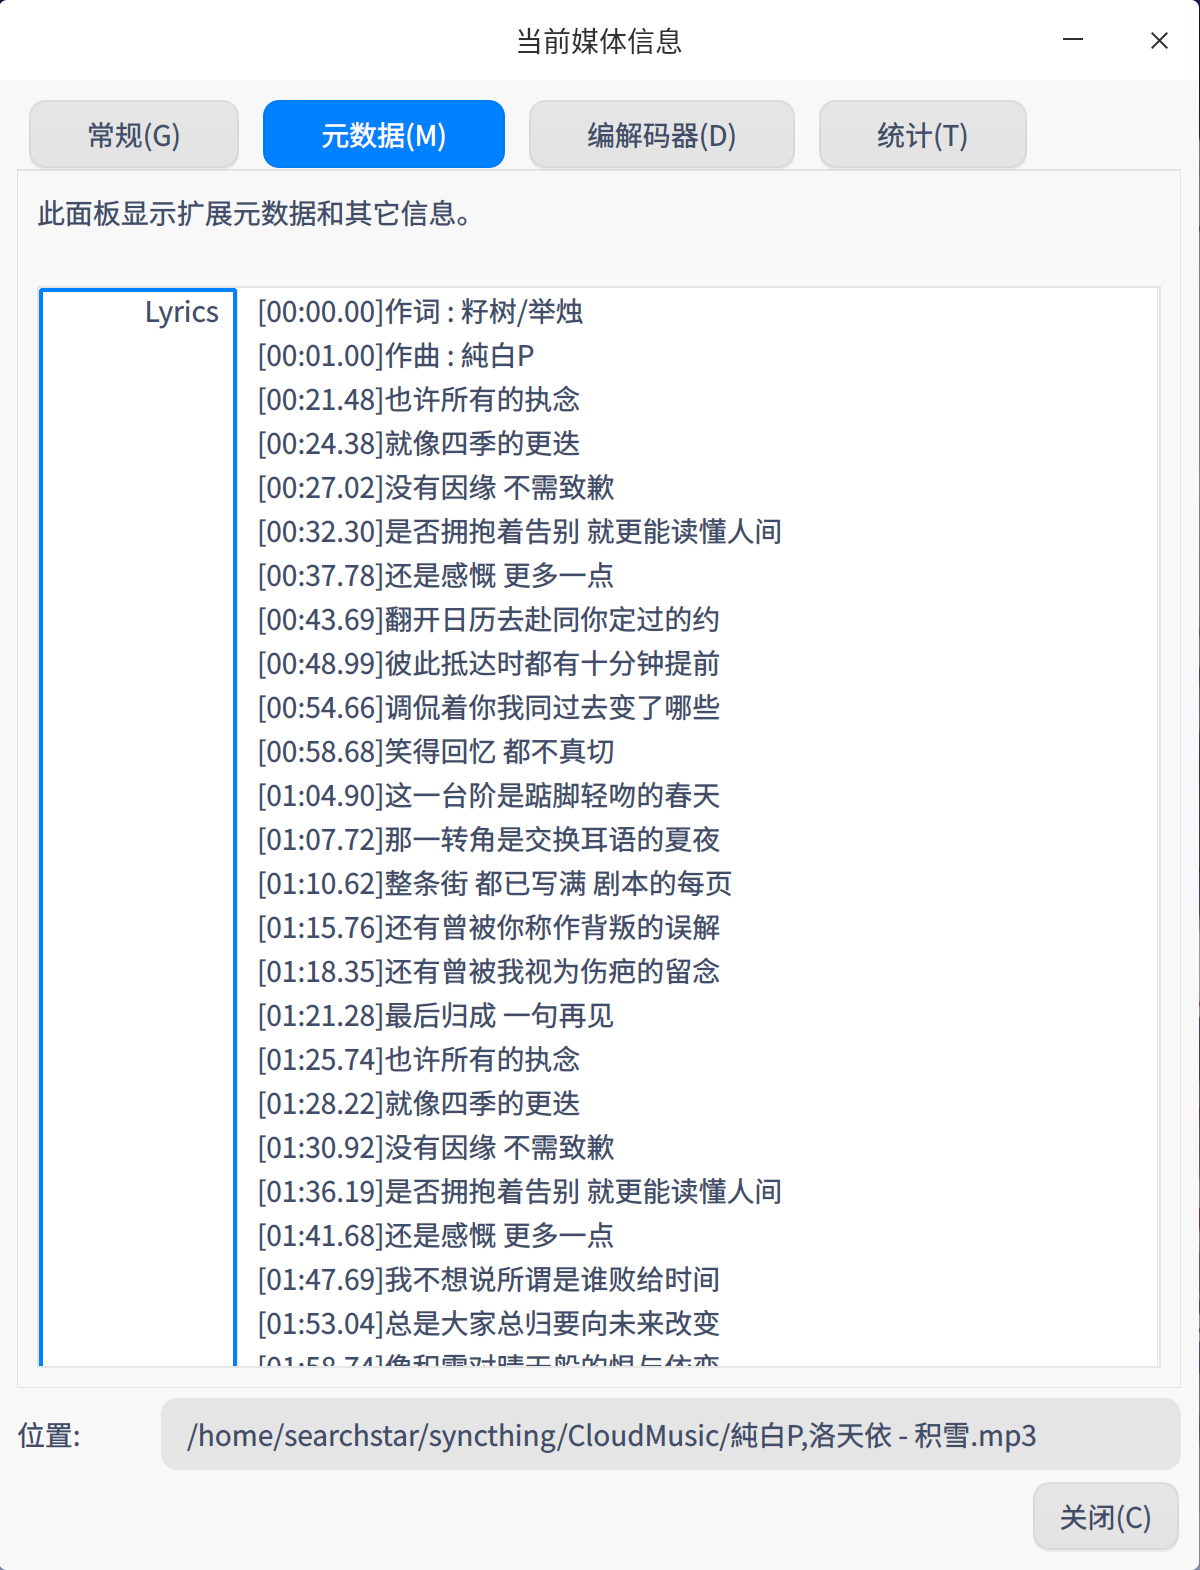 当前媒体信息
常规(G)
元数据(M)
编解码器(D)
统计(T)
此面板显示扩展元数据和其它信息。
Lyrics
[00:00.00]作词 : 籽树/举烛
[00:01.00]作曲 : 純白P
[00:21.48]也许所有的执念
[00:24.38]就像四季的更迭
[00:27.02]没有因缘 不需致歉
[00:32.30]是否拥抱着告别 就更能读懂人间
[00:37.78]还是感慨 更多一点
[00:43.69]翻开日历去赴同你定过的约
[00:48.99]彼此抵达时都有十分钟提前
[00:54.66]调侃着你我同过去变了哪些
[00:58.68]笑得回忆 都不真切
[01:04.90]这一台阶是踮脚轻吻的春天
[01:07.72]那一转角是交换耳语的夏夜
[01:10.62]整条街 都已写满 剧本的每页
[01:15.76]还有曾被你称作背叛的误解
[01:18.35]还有曾被我视为伤疤的留念
[01:21.28]最后归成 一句再见
[01:25.74]也许所有的执念
[01:28.22]就像四季的更迭
[01:30.92]没有因缘 不需致歉
[01:36.19]是否拥抱着告别 就更能读懂人间
[01:41.68]还是感慨 更多一点
[01:47.69]我不想说所谓是谁败给时间
[01:53.04]总是大家总归要向未来改变
位置:
/home/searchstar/syncthing/CloudMusic/純白P,洛天依 - 积雪.mp3
关闭(C)